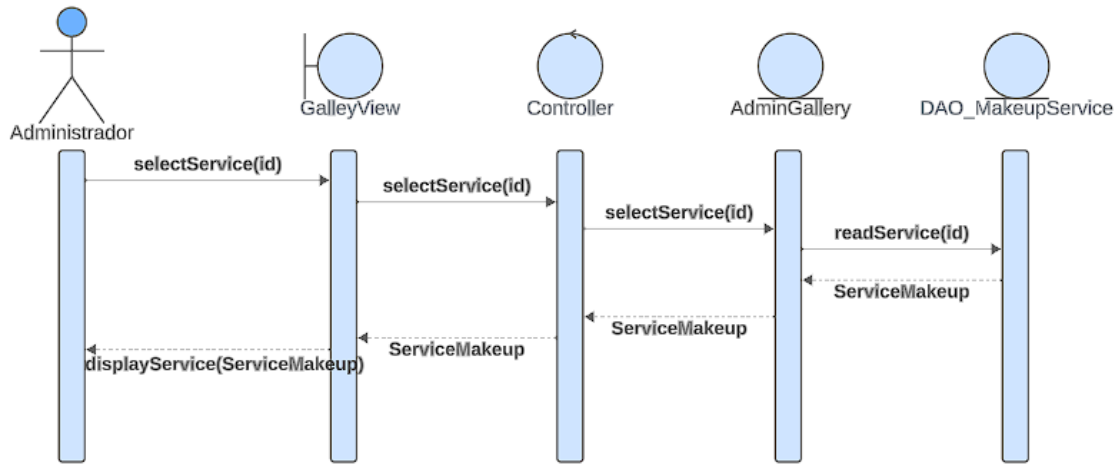 Administrador
GalleyView
Controller
AdminGallery
DAO_MakeupService
selectService(id)
selectService(id)
selectService(id)
readService(id)
ServiceMakeup
ServiceMakeup
ServiceMakeup
displayService(ServiceMakeup)